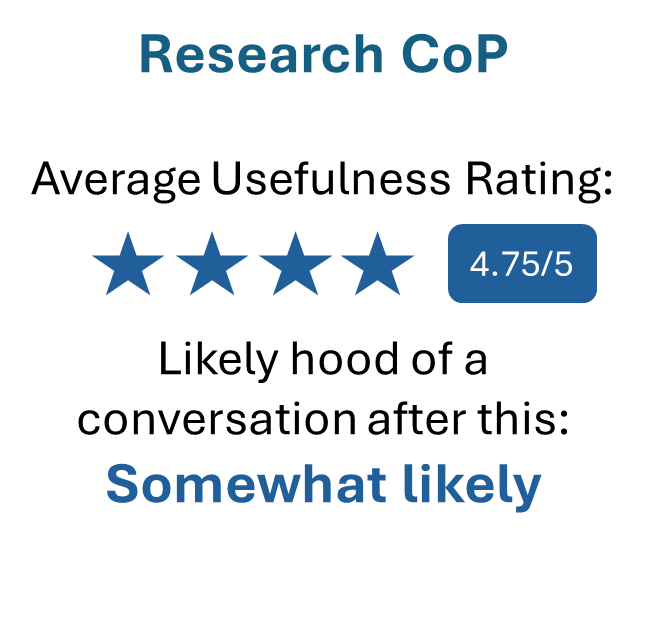 Research CoP
Average Usefulness Rating:
4.75/5
Likely hood of a
conversation after this:
Somewhat likely